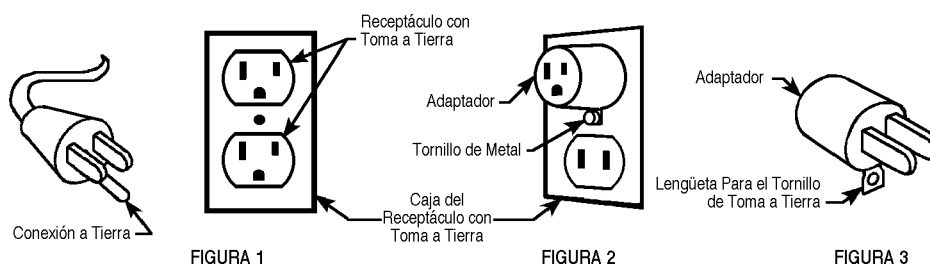 Receptáculo con
Toma a Tierra
Adaptador
Adaptador
Tornillo de Metal
Lengüeta Para el Tornillo
de Toma a Tierra
Caja del
Receptáculo con
Toma a Tierra
Conexión a Tierra
FIGURA 1
FIGURA 2
FIGURA 3